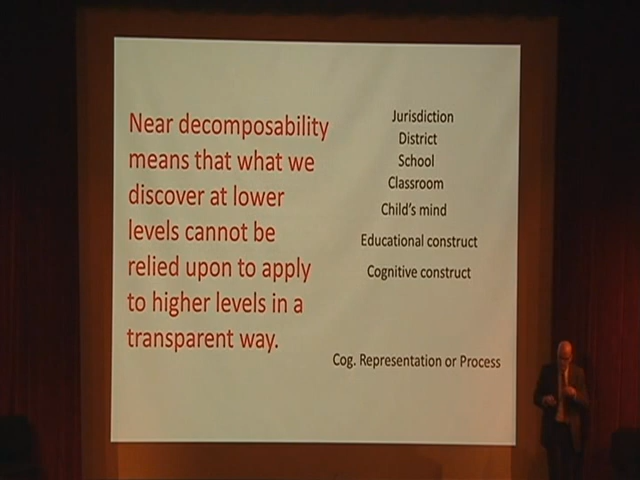 Near decomposability
means that what we
discover at lower
levels cannot be
relied upon to apply
to higher levels in a
transparent way.
Jurisdiction
District
School
Classroom
Child's mind
Educational construct
Cognitive construct
Cog. Representation or Process